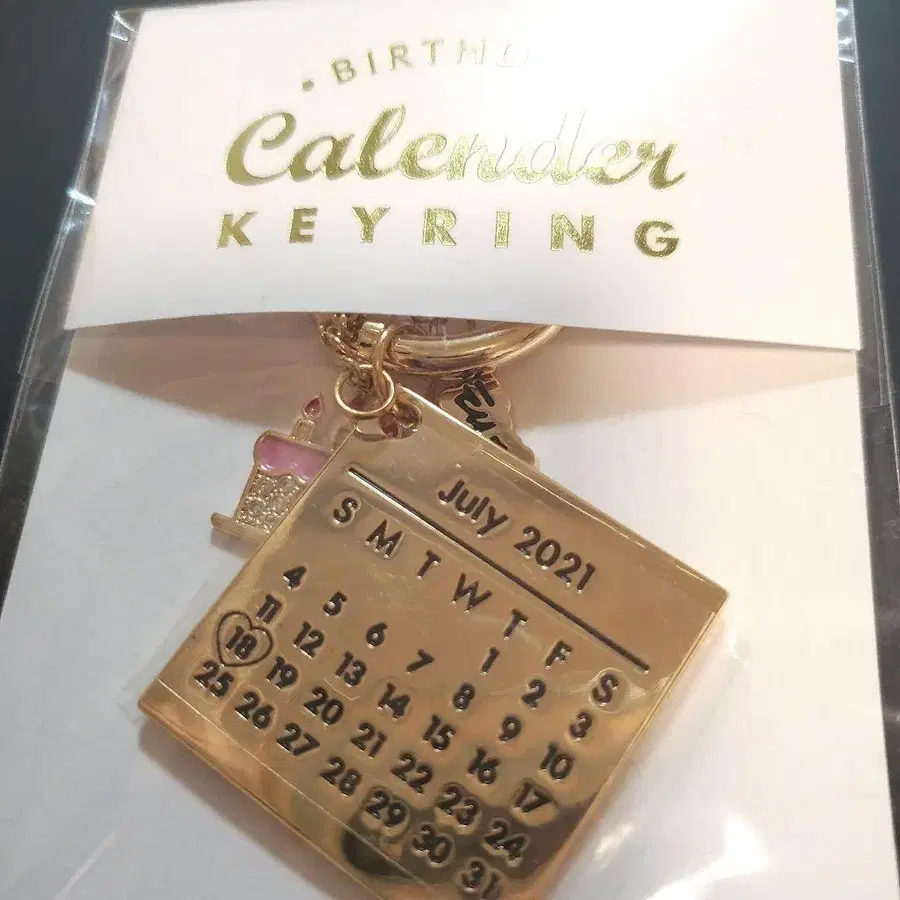 • BIRTHD
Calender
KEYRING
July 2021
S M T W T F S
1 2 3
4 5 6 7 8 9 10
11 12 13 14 15 16 17
18 19 20 21 22 23 24
25 26 27 28 29 30 31